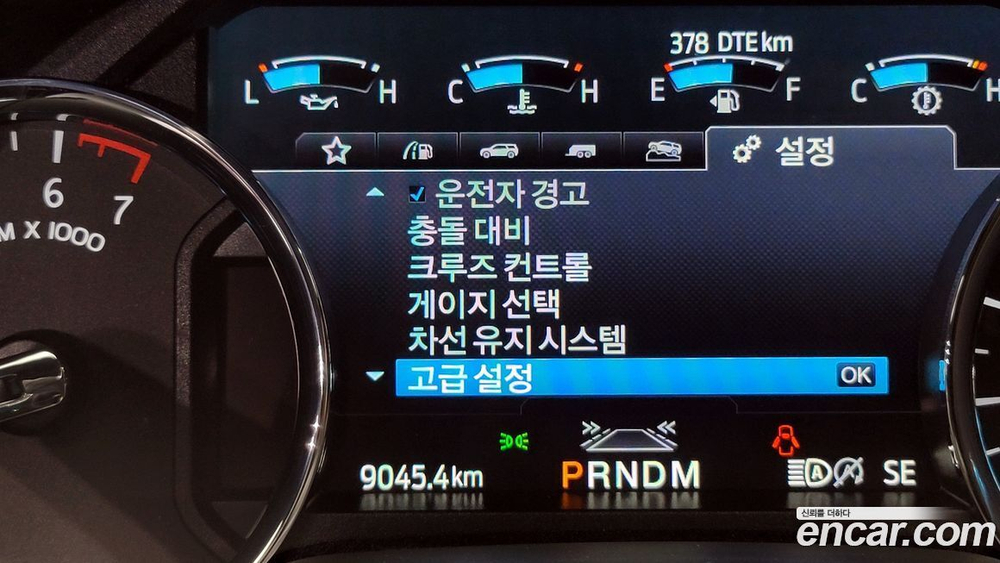 378 DTE km
L H C H E F C H
설정
운전자 경고
충돌 대비
크루즈 컨트롤
게이지 선택
차선 유지 시스템
고급 설정 OK
6 7
M X 1000
9045.4 km PRNDM A A SE
신뢰를 더하다
encar.com